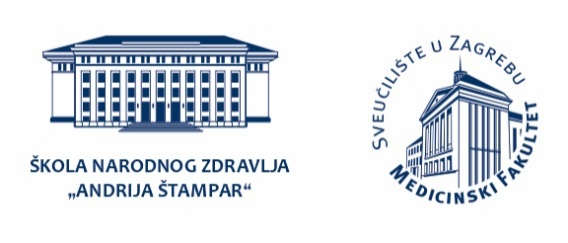 ŠKOLA NARODNOG ZDRAVLJA
„ANDRIJA ŠTAMPAR“
SVEUČILIŠTE U ZAGREBU
MEDICINSKI FAKULTET